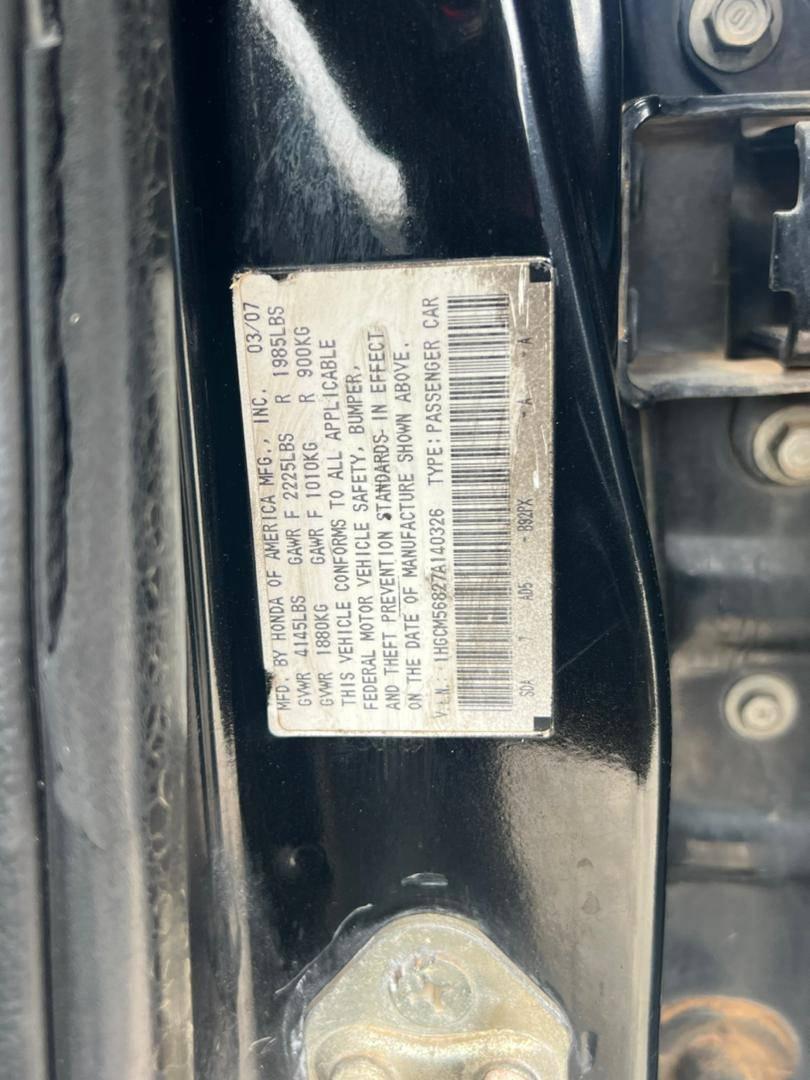 MFD. BY HONDA OF AMERICA MFG., INC. 03/07
GVWR 4145LBS GAWR F 2225LBS R 1985LBS
GVWR 1880KG GAWR F 1010KG R 900KG
THIS VEHICLE CONFORMS TO ALL APPLICABLE
FEDERAL MOTOR VEHICLE SAFETY, BUMPER,
AND THEFT PREVENTION STANDARDS IN EFFECT
ON THE DATE OF MANUFACTURE SHOWN ABOVE.
V.I.N.: 1HGCM56827A140326 TYPE: PASSENGER CAR
SDA 7 AD5 - B92PX - A - A